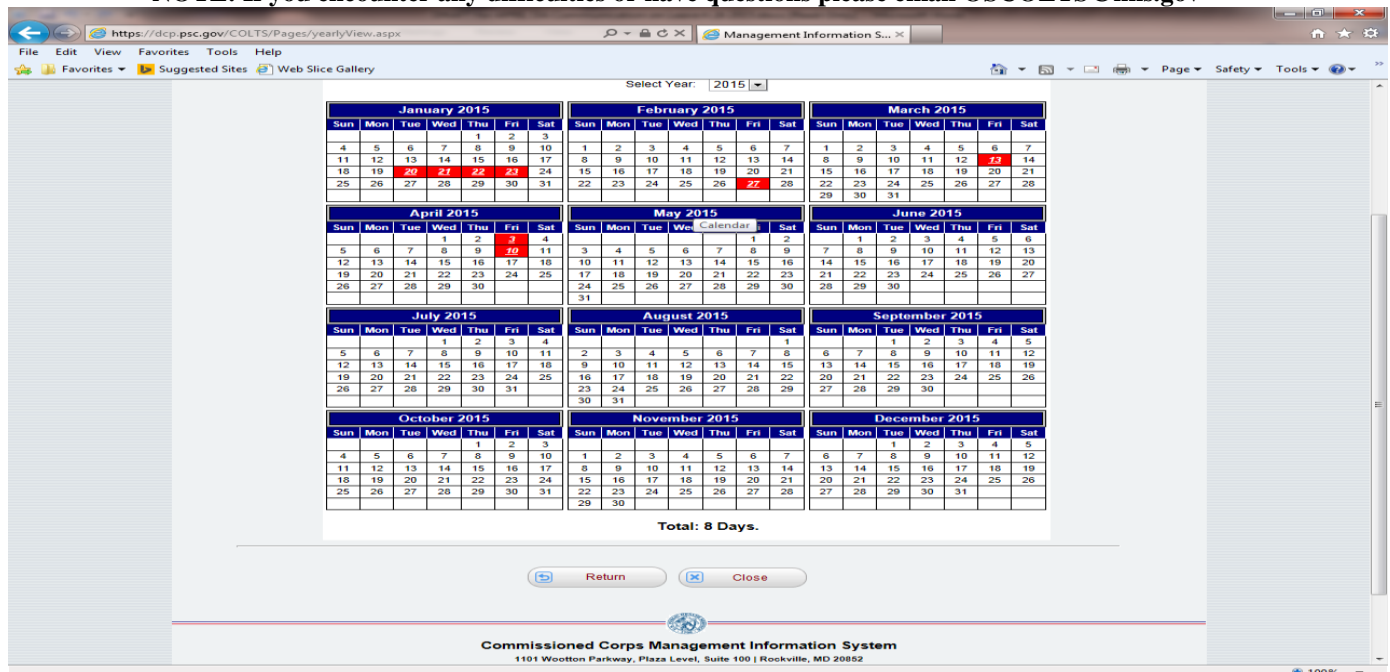 NOTE: If you encounter any difficulties or have questions please email
https://dcp.psc.gov/COLTS/Pages/yearlyView.aspx Management Information S...
File Edit View Favorites Tools Help
Favorites Suggested Sites Web Slice Gallery Page Safety Tools
Select Year: 2015
January 2015 February 2015 March 2015
Sun Mon Tue Wed Thu Fri Sat Sun Mon Tue Wed Thu Fri Sat Sun Mon Tue Wed Thu Fri Sat
1 2 3
4 5 6 7 8 9 10 1 2 3 4 5 6 7 1 2 3 4 5 6 7
11 12 13 14 15 16 17 8 9 10 11 12 13 14 8 9 10 11 12 13 14
18 19 20 21 22 23 24 15 16 17 18 19 20 21 15 16 17 18 19 20 21
25 26 27 28 29 30 31 22 23 24 25 26 27 28 22 23 24 25 26 27 28
29 30 31
April 2015 May 2015 June 2015
Sun Mon Tue Wed Thu Fri Sat Sun Mon Tue Calendar Sat Sun Mon Tue Wed Thu Fri Sat
1 2 3 4 1 2 1 2 3 4 5 6
5 6 7 8 9 10 11 3 4 5 6 7 8 9 7 8 9 10 11 12 13
12 13 14 15 16 17 18 10 11 12 13 14 15 16 14 15 16 17 18 19 20
19 20 21 22 23 24 25 17 18 19 20 21 22 23 21 22 23 24 25 26 27
26 27 28 29 30 24 25 26 27 28 29 30 28 29 30
31
July 2015 August 2015 September 2015
Sun Mon Tue Wed Thu Fri Sat Sun Mon Tue Wed Thu Fri Sat Sun Mon Tue Wed Thu Fri Sat
1 2 3 4 1 1 2 3 4 5
5 6 7 8 9 10 11 2 3 4 5 6 7 8 6 7 8 9 10 11 12
12 13 14 15 16 17 18 9 10 11 12 13 14 15 13 14 15 16 17 18 19
19 20 21 22 23 24 25 16 17 18 19 20 21 22 20 21 22 23 24 25 26
26 27 28 29 30 31 23 24 25 26 27 28 29 27 28 29 30
30 31
October 2015 November 2015 December 2015
Sun Mon Tue Wed Thu Fri Sat Sun Mon Tue Wed Thu Fri Sat Sun Mon Tue Wed Thu Fri Sat
1 2 3 1 2 3 4 5
4 5 6 7 8 9 10 1 2 3 4 5 6 7 6 7 8 9 10 11 12
11 12 13 14 15 16 17 8 9 10 11 12 13 14 13 14 15 16 17 18 19
18 19 20 21 22 23 24 15 16 17 18 19 20 21 20 21 22 23 24 25 26
25 26 27 28 29 30 31 22 23 24 25 26 27 28 27 28 29 30 31
29 30
Total: 8 Days.
Return Close
Commissioned Corps Management Information System
1101 Wootton Parkway, Plaza Level, Suite 100 | Rockville, MD 20852